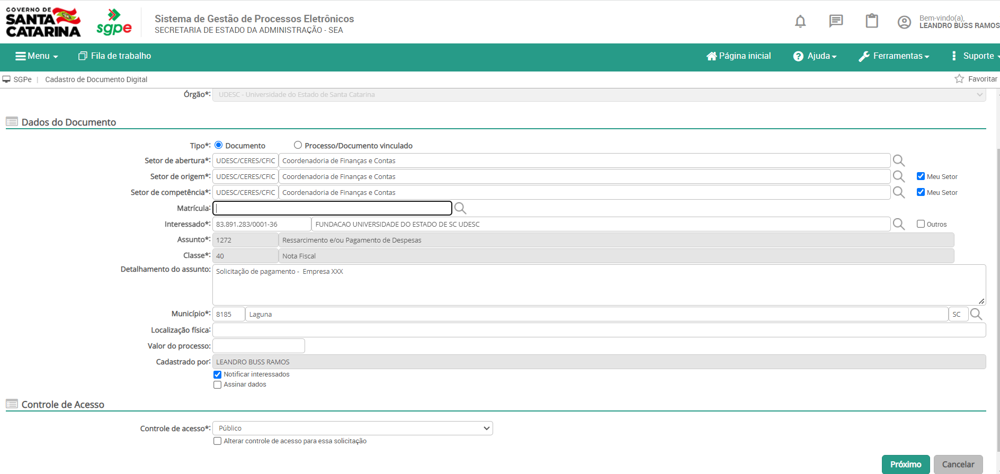 GOVERNO DE
SANTA
CATARINA
sgpe
Sistema de Gestão de Processos Eletrônicos
SECRETARIA DE ESTADO DA ADMINISTRAÇÃO - SEA
Bem-vindo(a),
LEANDRO BUSS RAMOS
Menu
Fila de trabalho
Página inicial
Ajuda
Ferramentas
Suporte
SGPe | Cadastro de Documento Digital
Favoritar
Órgão*: UDESC - Universidade do Estado de Santa Catarina
Dados do Documento
Tipo*: Documento Processo/Documento vinculado
Setor de abertura*: UDESC/CERES/CFIC Coordenadoria de Finanças e Contas
Setor de origem*: UDESC/CERES/CFIC Coordenadoria de Finanças e Contas Meu Setor
Setor de competência*: UDESC/CERES/CFIC Coordenadoria de Finanças e Contas Meu Setor
Matrícula:
Interessado*: 83.891.283/0001-36 FUNDACAO UNIVERSIDADE DO ESTADO DE SC UDESC Outros
Assunto*: 1272 Ressarcimento e/ou Pagamento de Despesas
Classe*: 40 Nota Fiscal
Detalhamento do assunto: Solicitação de pagamento - Empresa XXX
Município*: 8185 Laguna SC
Localização física:
Valor do processo:
Cadastrado por: LEANDRO BUSS RAMOS
Notificar interessados
Assinar dados
Controle de Acesso
Controle de acesso*: Público
Alterar controle de acesso para essa solicitação
Próximo Cancelar